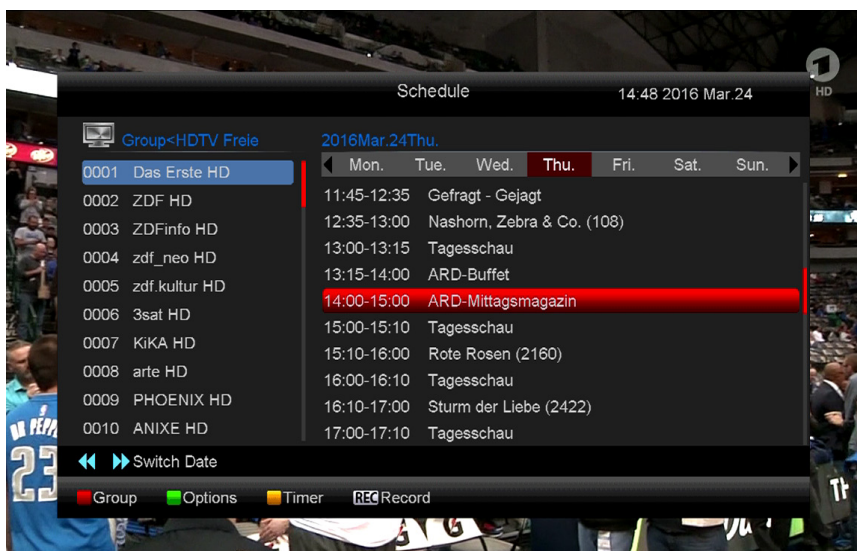 Schedule
14:48 2016 Mar.24
1
HD
Group<HDTV Freie
2016Mar.24Thu.
Mon. Tue. Wed. Thu. Fri. Sat. Sun.
0001 Das Erste HD
0002 ZDF HD
0003 ZDFinfo HD
0004 zdf_neo HD
0005 zdf.kultur HD
0006 3sat HD
0007 KiKA HD
0008 arte HD
0009 PHOENIX HD
0010 ANIXE HD
11:45-12:35 Gefragt - Gejagt
12:35-13:00 Nashorn, Zebra & Co. (108)
13:00-13:15 Tagesschau
13:15-14:00 ARD-Buffet
14:00-15:00 ARD-Mittagsmagazin
15:00-15:10 Tagesschau
15:10-16:00 Rote Rosen (2160)
16:00-16:10 Tagesschau
16:10-17:00 Sturm der Liebe (2422)
17:00-17:10 Tagesschau
Switch Date
Group Options Timer REC Record
23